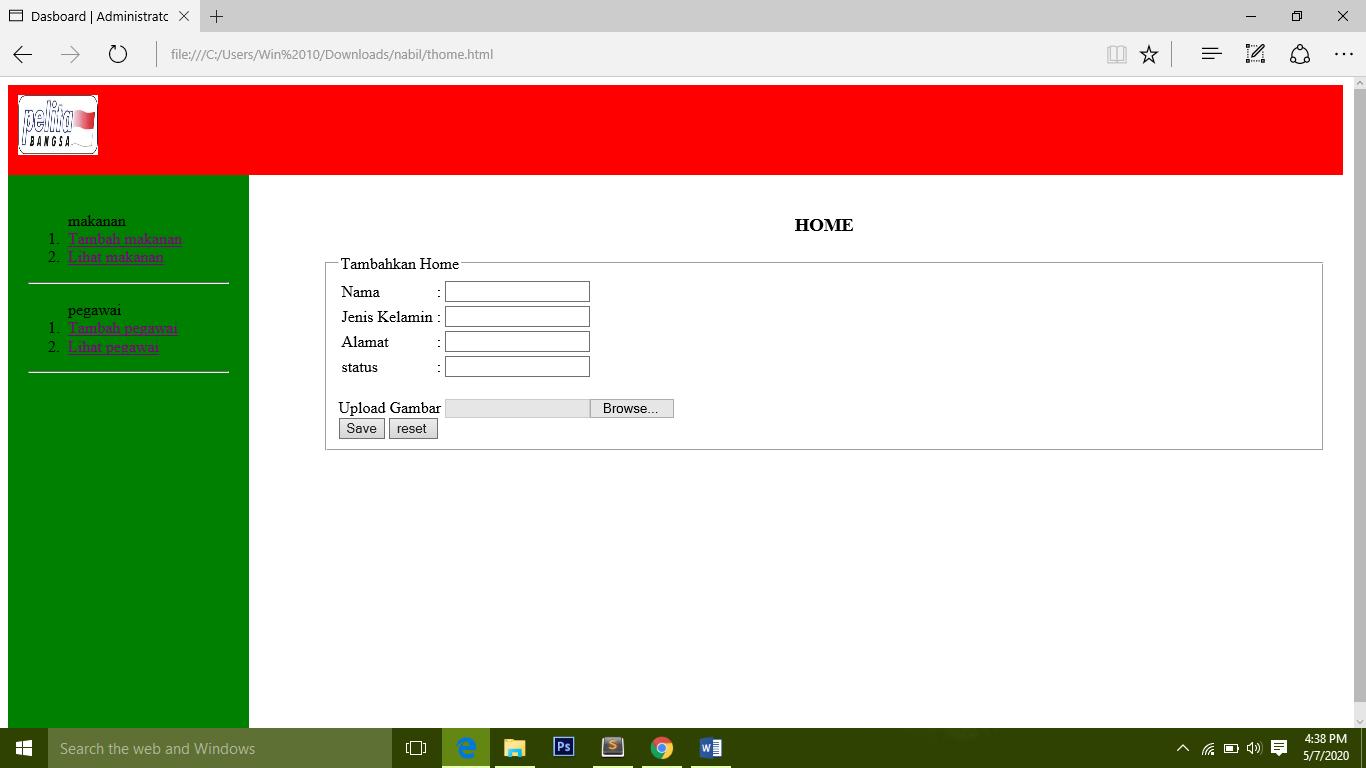 Dasboard | Administratc
file:///C:/Users/Win%2010/Downloads/nabil/thome.html
pelita
BANGSA
makanan
1. Tambah makanan
2. Lihat makanan
pegawai
1. Tambah pegawai
2. Lihat pegawai
HOME
Tambahkan Home
Nama :
Jenis Kelamin :
Alamat :
status :
Upload Gambar Browse...
Save reset
Search the web and Windows
Ps
S
W
4:38 PM
5/7/2020